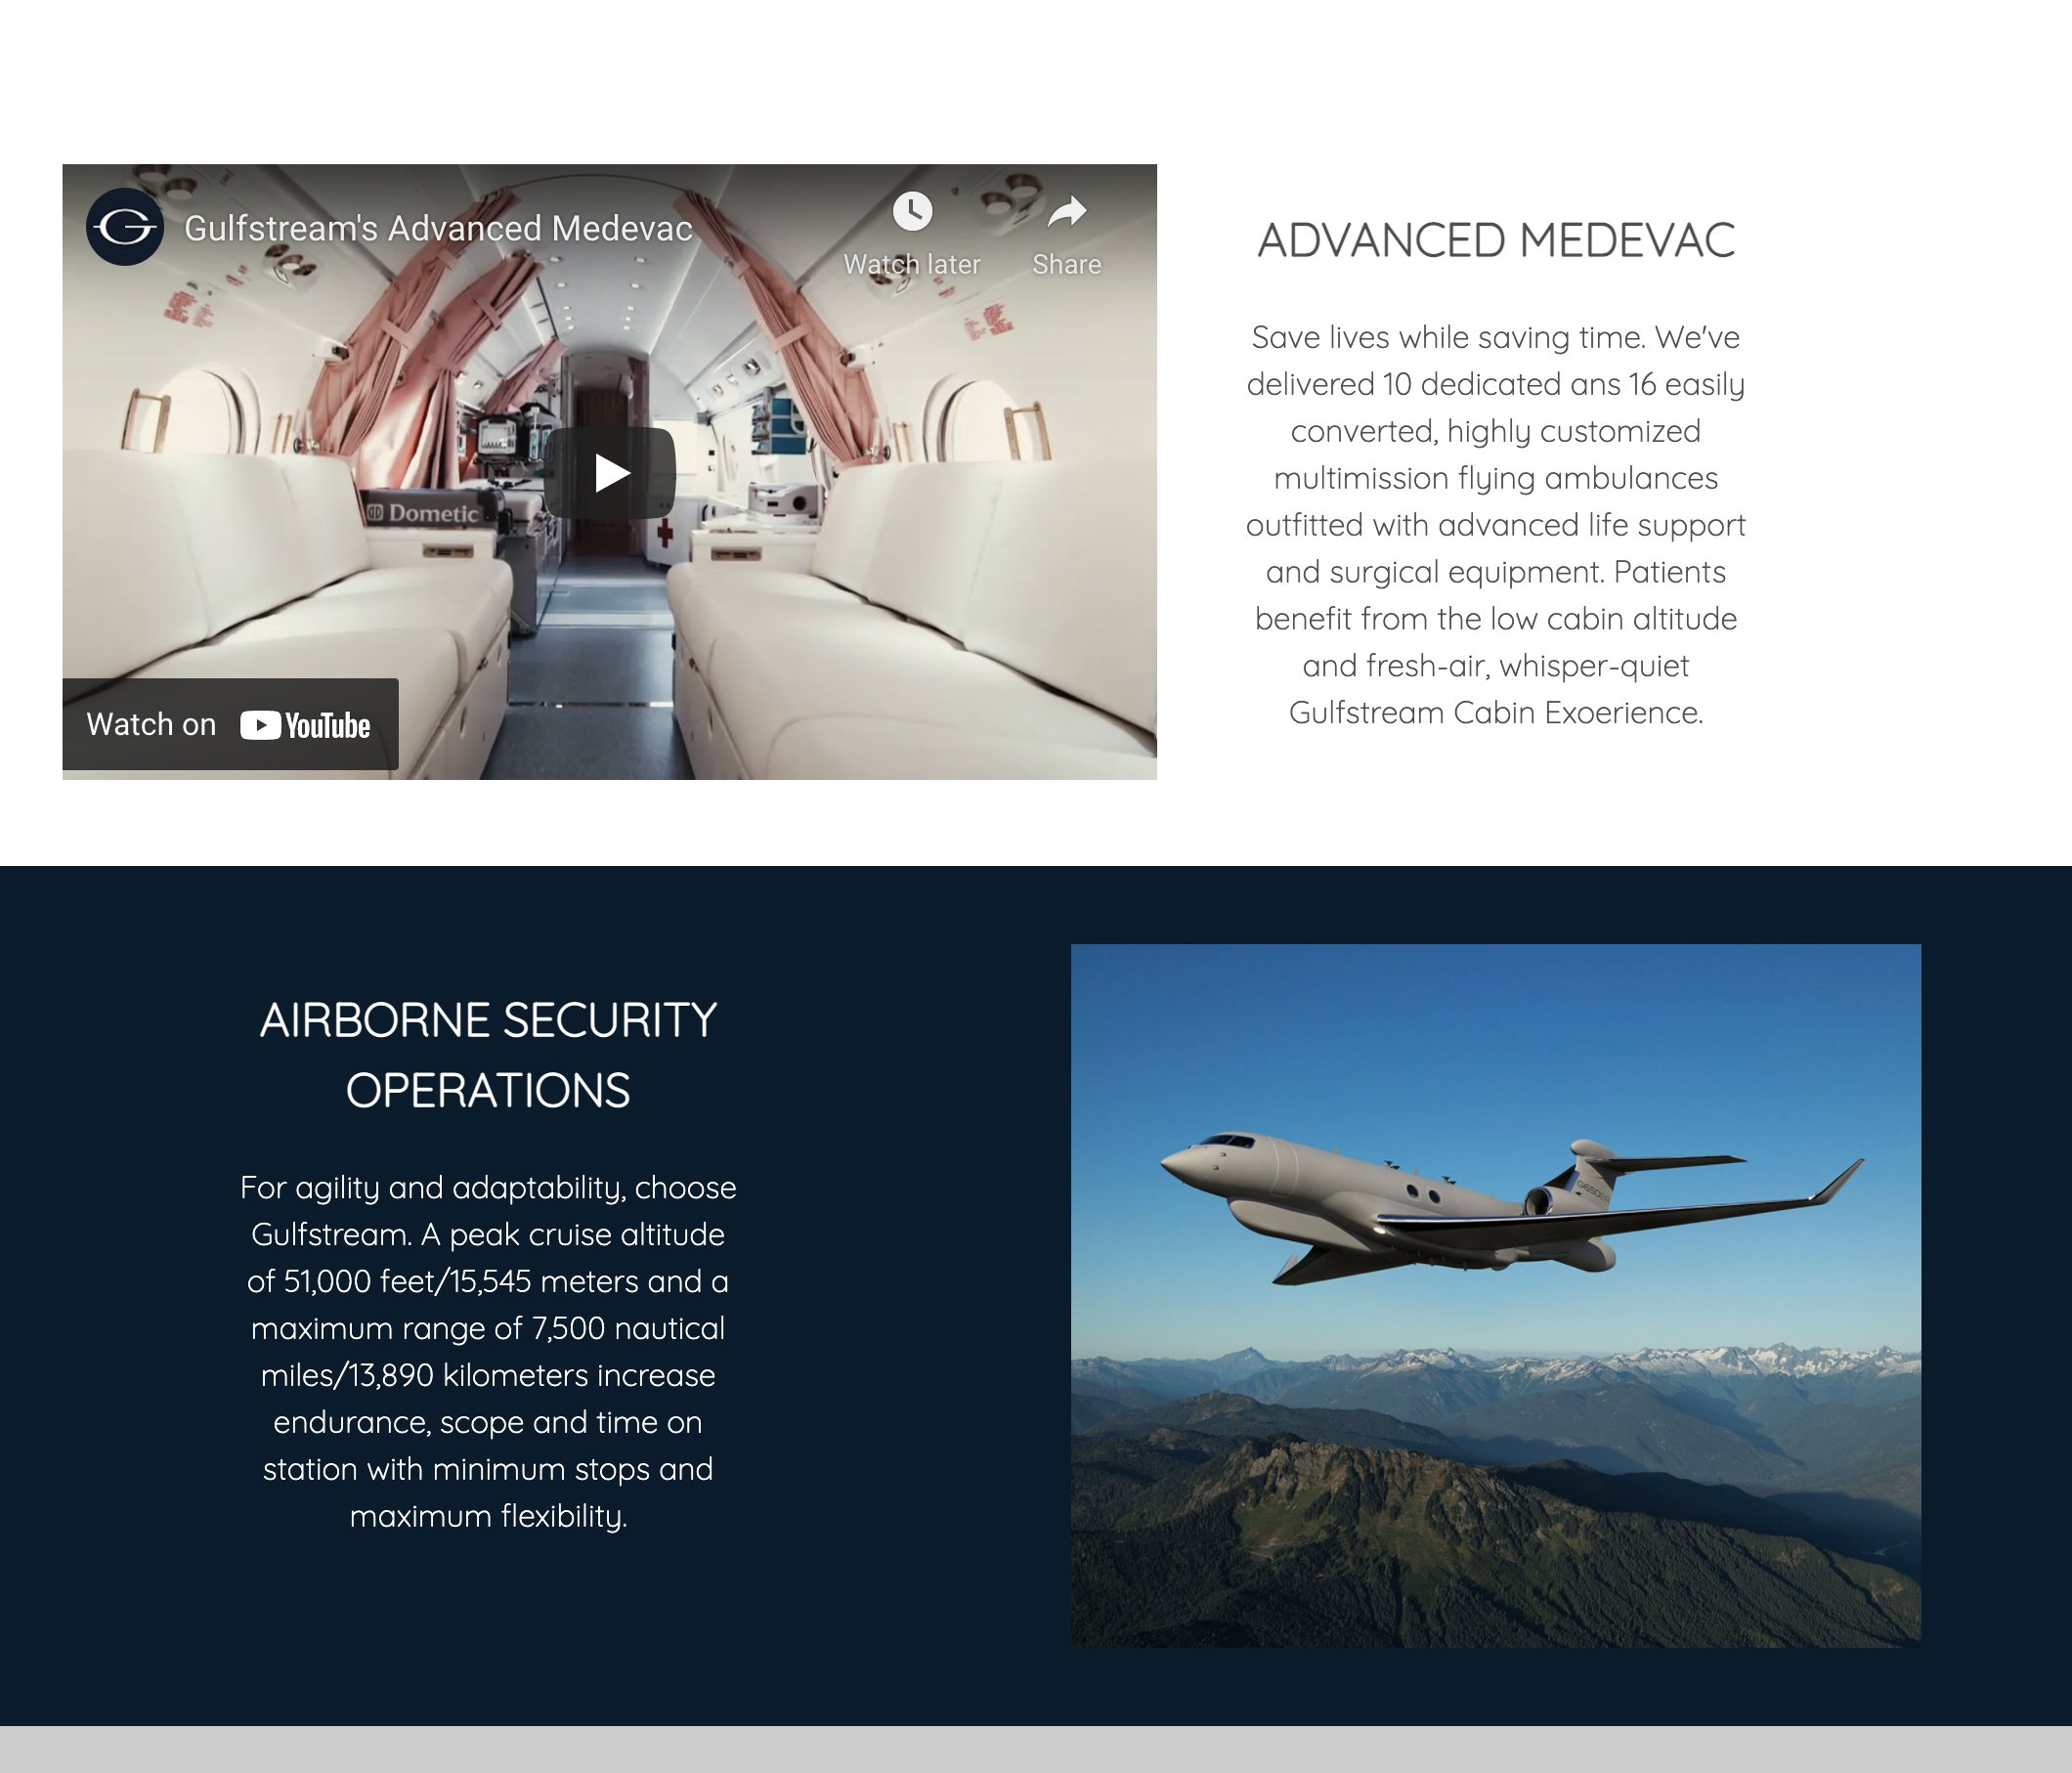 Gulfstream's Advanced Medevac
Watch later
Share
Dometic
Watch on YouTube
ADVANCED MEDEVAC
Save lives while saving time. We've
delivered 10 dedicated ans 16 easily
converted, highly customized
multimission flying ambulances
outfitted with advanced life support
and surgical equipment. Patients
benefit from the low cabin altitude
and fresh-air, whisper-quiet
Gulfstream Cabin Exoerience.
AIRBORNE SECURITY
OPERATIONS
For agility and adaptability, choose
Gulfstream. A peak cruise altitude
of 51,000 feet/15,545 meters and a
maximum range of 7,500 nautical
miles/13,890 kilometers increase
endurance, scope and time on
station with minimum stops and
maximum flexibility.